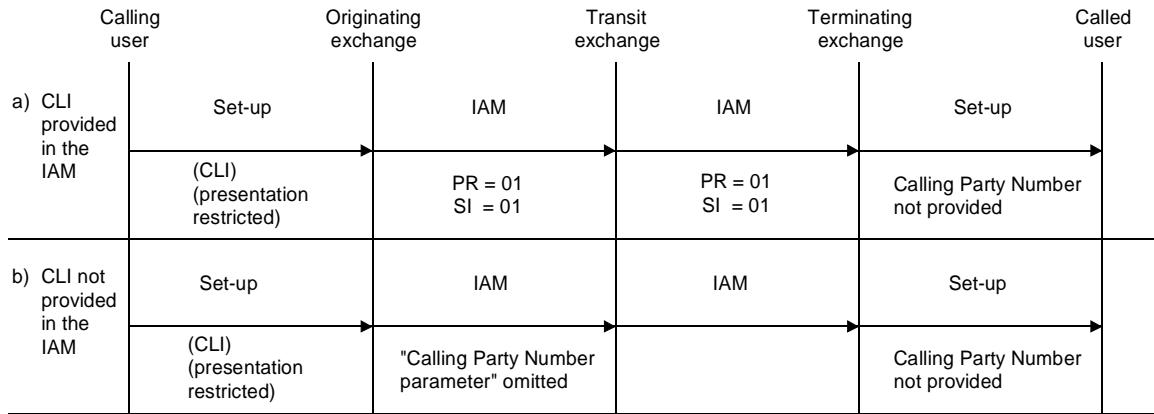 Calling user
Originating exchange
Transit exchange
Terminating exchange
Called user
a) CLI provided in the IAM
Set-up
IAM
IAM
Set-up
(CLI)
(presentation
restricted)
PR = 01
SI = 01
PR = 01
SI = 01
Calling Party Number
not provided
b) CLI not provided in the IAM
Set-up
IAM
IAM
Set-up
(CLI)
(presentation
restricted)
"Calling Party Number
parameter" omitted
Calling Party Number
not provided